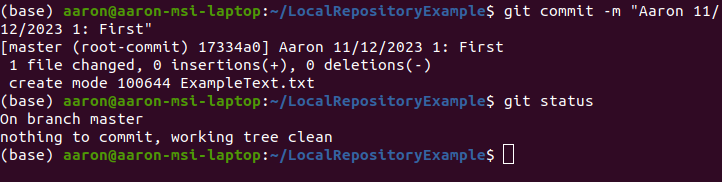 (base) aaron@aaron-msi-laptop:~/LocalRepositoryExample$ git commit -m "Aaron 11/
12/2023 1: First"
[master (root-commit) 17334a0] Aaron 11/12/2023 1: First
 1 file changed, 0 insertions(+), 0 deletions(-)
 create mode 100644 ExampleText.txt
(base) aaron@aaron-msi-laptop:~/LocalRepositoryExample$ git status
On branch master
nothing to commit, working tree clean
(base) aaron@aaron-msi-laptop:~/LocalRepositoryExample$